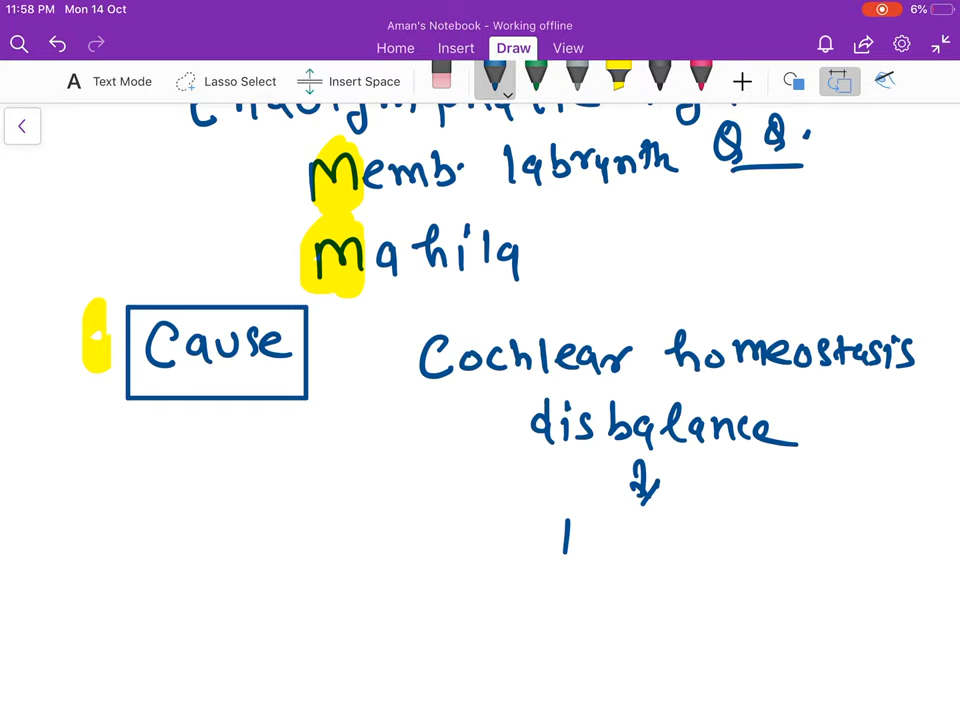 11:58 PM Mon 14 Oct 6%
Aman's Notebook - Working offline
Home Insert Draw View
A Text Mode Lasso Select Insert Space
Memb. labrynth
Mahila
Cause
Cochlear homeostasis
disbalance